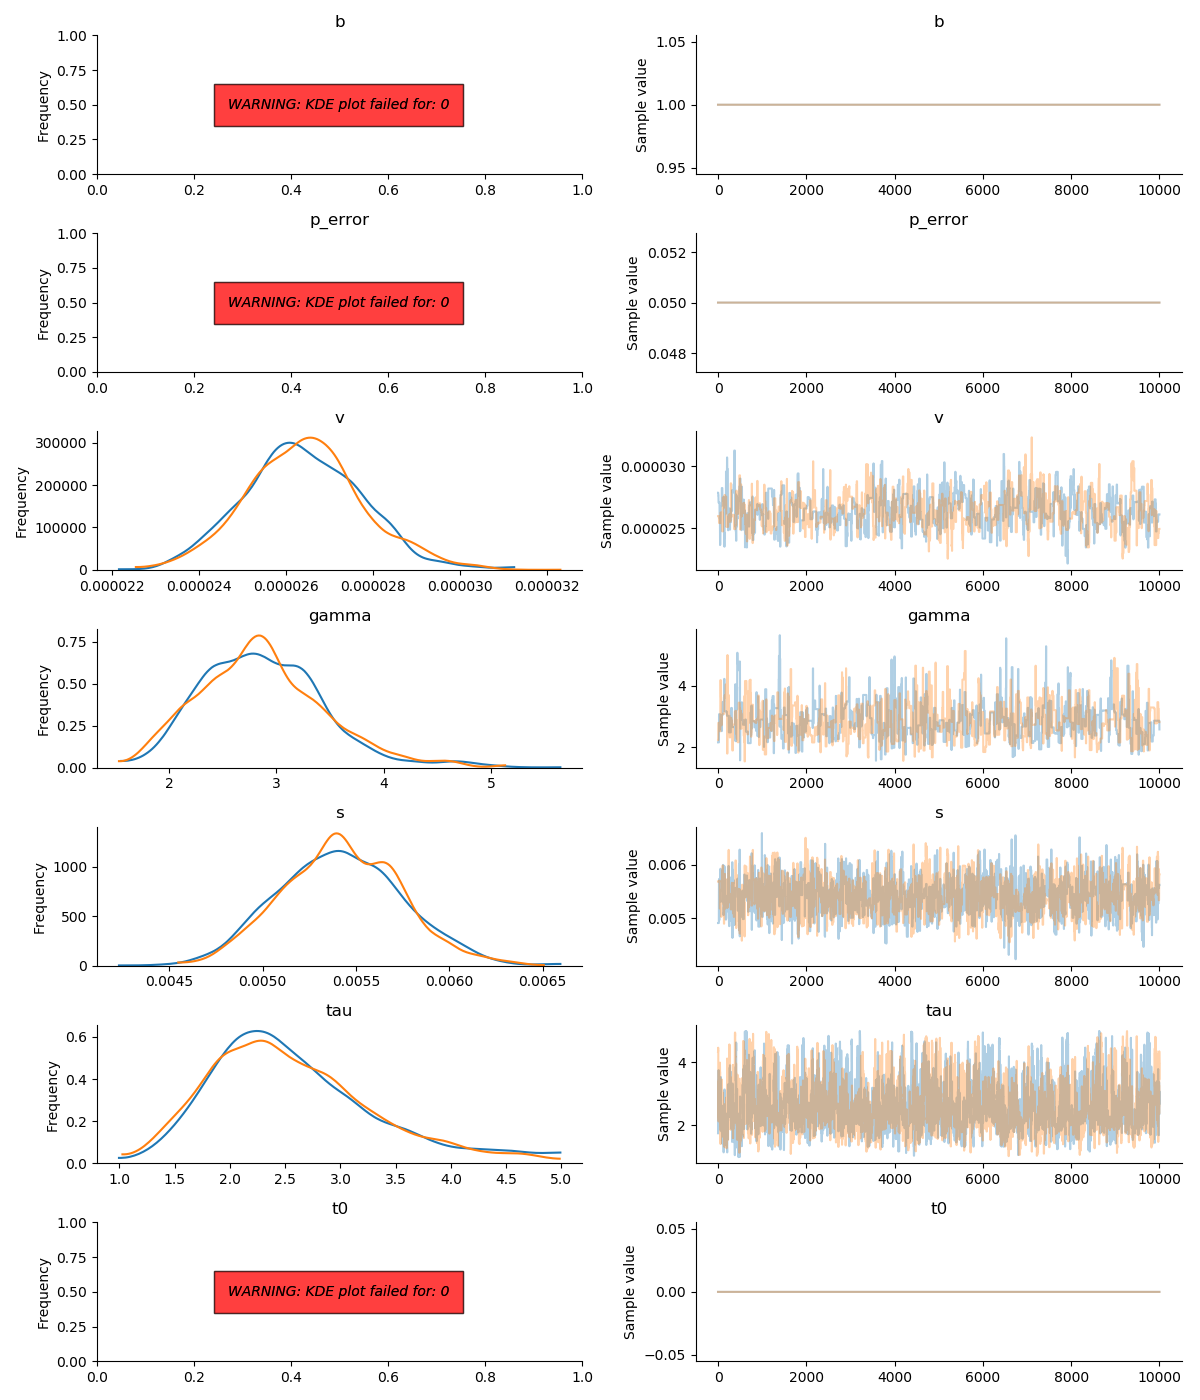 b
1.00
0.75
0.50
0.25
0.00
Frequency
WARNING: KDE plot failed for: 0
0.0 0.2 0.4 0.6 0.8 1.0
b
1.05
1.00
0.95
Sample value
0 2000 4000 6000 8000 10000
p_error
1.00
0.75
0.50
0.25
0.00
Frequency
WARNING: KDE plot failed for: 0
0.0 0.2 0.4 0.6 0.8 1.0
p_error
0.052
0.050
0.048
Sample value
0 2000 4000 6000 8000 10000
v
300000
200000
100000
0
Frequency
0.000022 0.000024 0.000026 0.000028 0.000030 0.000032
v
0.000030
0.000025
Sample value
0 2000 4000 6000 8000 10000
gamma
0.75
0.50
0.25
0.00
Frequency
2 3 4 5
gamma
4
2
Sample value
0 2000 4000 6000 8000 10000
s
1000
500
0
Frequency
0.0045 0.0050 0.0055 0.0060 0.0065
s
0.006
0.005
Sample value
0 2000 4000 6000 8000 10000
tau
0.6
0.4
0.2
0.0
Frequency
1.0 1.5 2.0 2.5 3.0 3.5 4.0 4.5 5.0
tau
4
2
Sample value
0 2000 4000 6000 8000 10000
t0
1.00
0.75
0.50
0.25
0.00
Frequency
WARNING: KDE plot failed for: 0
0.0 0.2 0.4 0.6 0.8 1.0
t0
0.05
0.00
−0.05
Sample value
0 2000 4000 6000 8000 10000